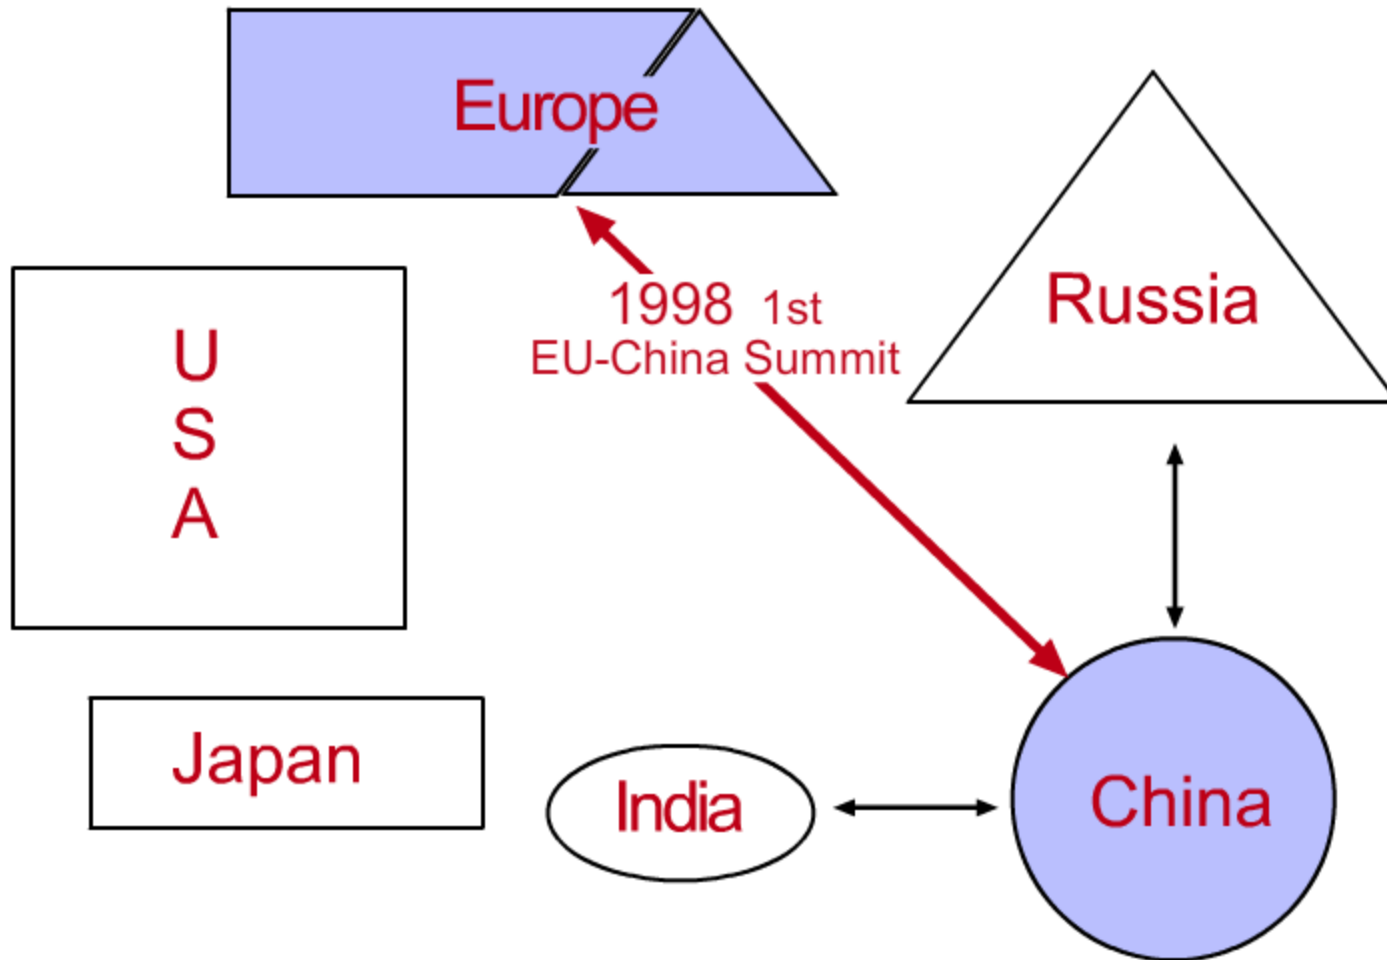 Europe
Russia
1998 1st
EU-China Summit
U
S
A
Japan
India
China